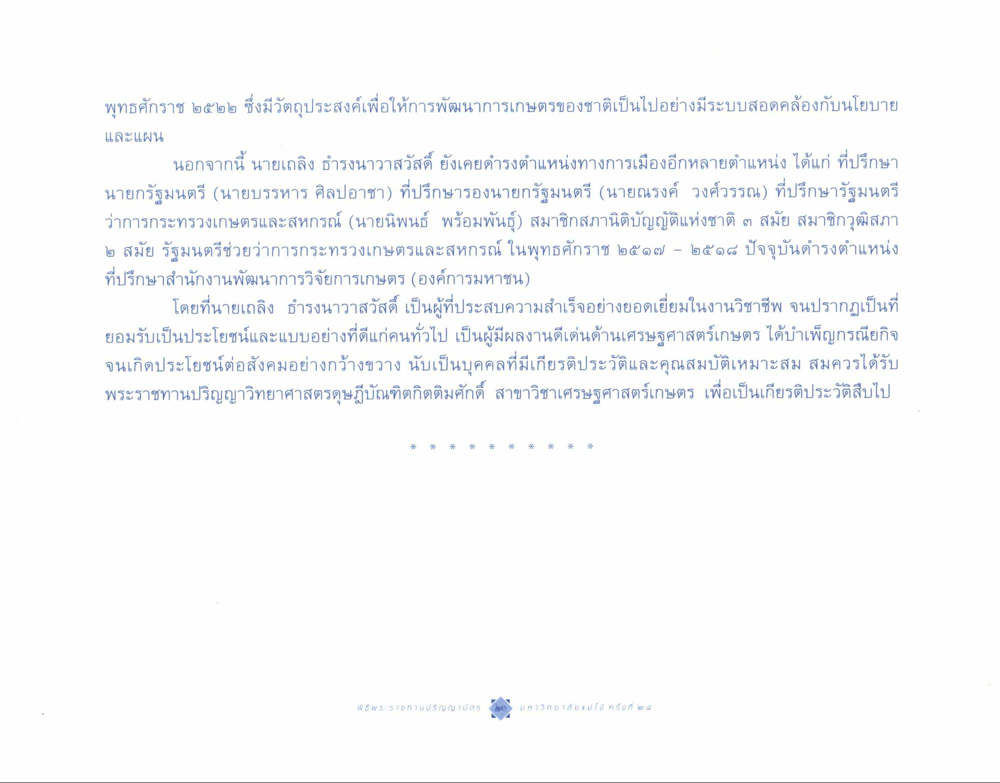 พุทธศักราช ๒๕๒๒ ซึ่งมีวัตถุประสงค์เพื่อให้การพัฒนาการเกษตรของชาติเป็นไปอย่างมีระบบสอดคล้องกับนโยบาย
และแผน
นอกจากนี้ นายเถลิง ธำรงนาวาสวัสดิ์ ยังเคยดำรงตำแหน่งทางการเมืองอีกหลายตำแหน่ง ได้แก่ ที่ปรึกษา
นายกรัฐมนตรี (นายบรรหาร ศิลปอาชา) ที่ปรึกษารองนายกรัฐมนตรี (นายณรงค์ วงศ์วรรณ) ที่ปรึกษารัฐมนตรี
ว่าการกระทรวงเกษตรและสหกรณ์ (นายนิพนธ์ พร้อมพันธุ์) สมาชิกสภานิติบัญญัติแห่งชาติ ๓ สมัย สมาชิกวุฒิสภา
๒ สมัย รัฐมนตรีช่วยว่าการกระทรวงเกษตรและสหกรณ์ ในพุทธศักราช ๒๕๑๗ - ๒๕๑๘ ปัจจุบันดำรงตำแหน่ง
ที่ปรึกษาสำนักงานพัฒนาการวิจัยการเกษตร (องค์การมหาชน)
โดยที่นายเถลิง ธำรงนาวาสวัสดิ์ เป็นผู้ที่ประสบความสำเร็จอย่างยอดเยี่ยมในงานวิชาชีพ จนปรากฏเป็นที่
ยอมรับเป็นประโยชน์และแบบอย่างที่ดีแก่คนทั่วไป เป็นผู้มีผลงานดีเด่นด้านเศรษฐศาสตร์เกษตร ได้บำเพ็ญกรณียกิจ
จนเกิดประโยชน์ต่อสังคมอย่างกว้างขวาง นับเป็นบุคคลที่มีเกียรติประวัติและคุณสมบัติเหมาะสม สมควรได้รับ
พระราชทานปริญญาวิทยาศาสตรดุษฎีบัณฑิตกิตติมศักดิ์ สาขาวิชาเศรษฐศาสตร์เกษตร เพื่อเป็นเกียรติประวัติสืบไป
* * * * * * * * * *
พิธีพระราชทานปริญญาบัตร ๒๐ มหาวิทยาลัยแม่โจ้ ครั้งที่ ๒๘